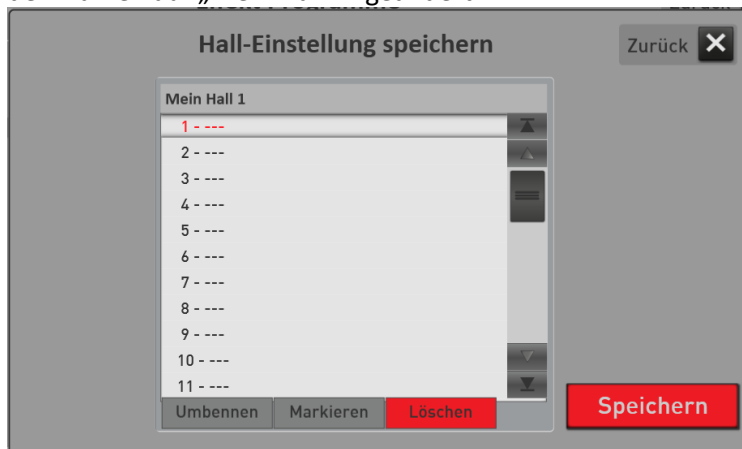 Hall-Einstellung speichern
Zurück
Mein Hall 1
1 - ---
2 - ---
3 - ---
4 - ---
5 - ---
6 - ---
7 - ---
8 - ---
9 - ---
10 - ---
11 - ---
Umbennen Markieren Löschen
Speichern